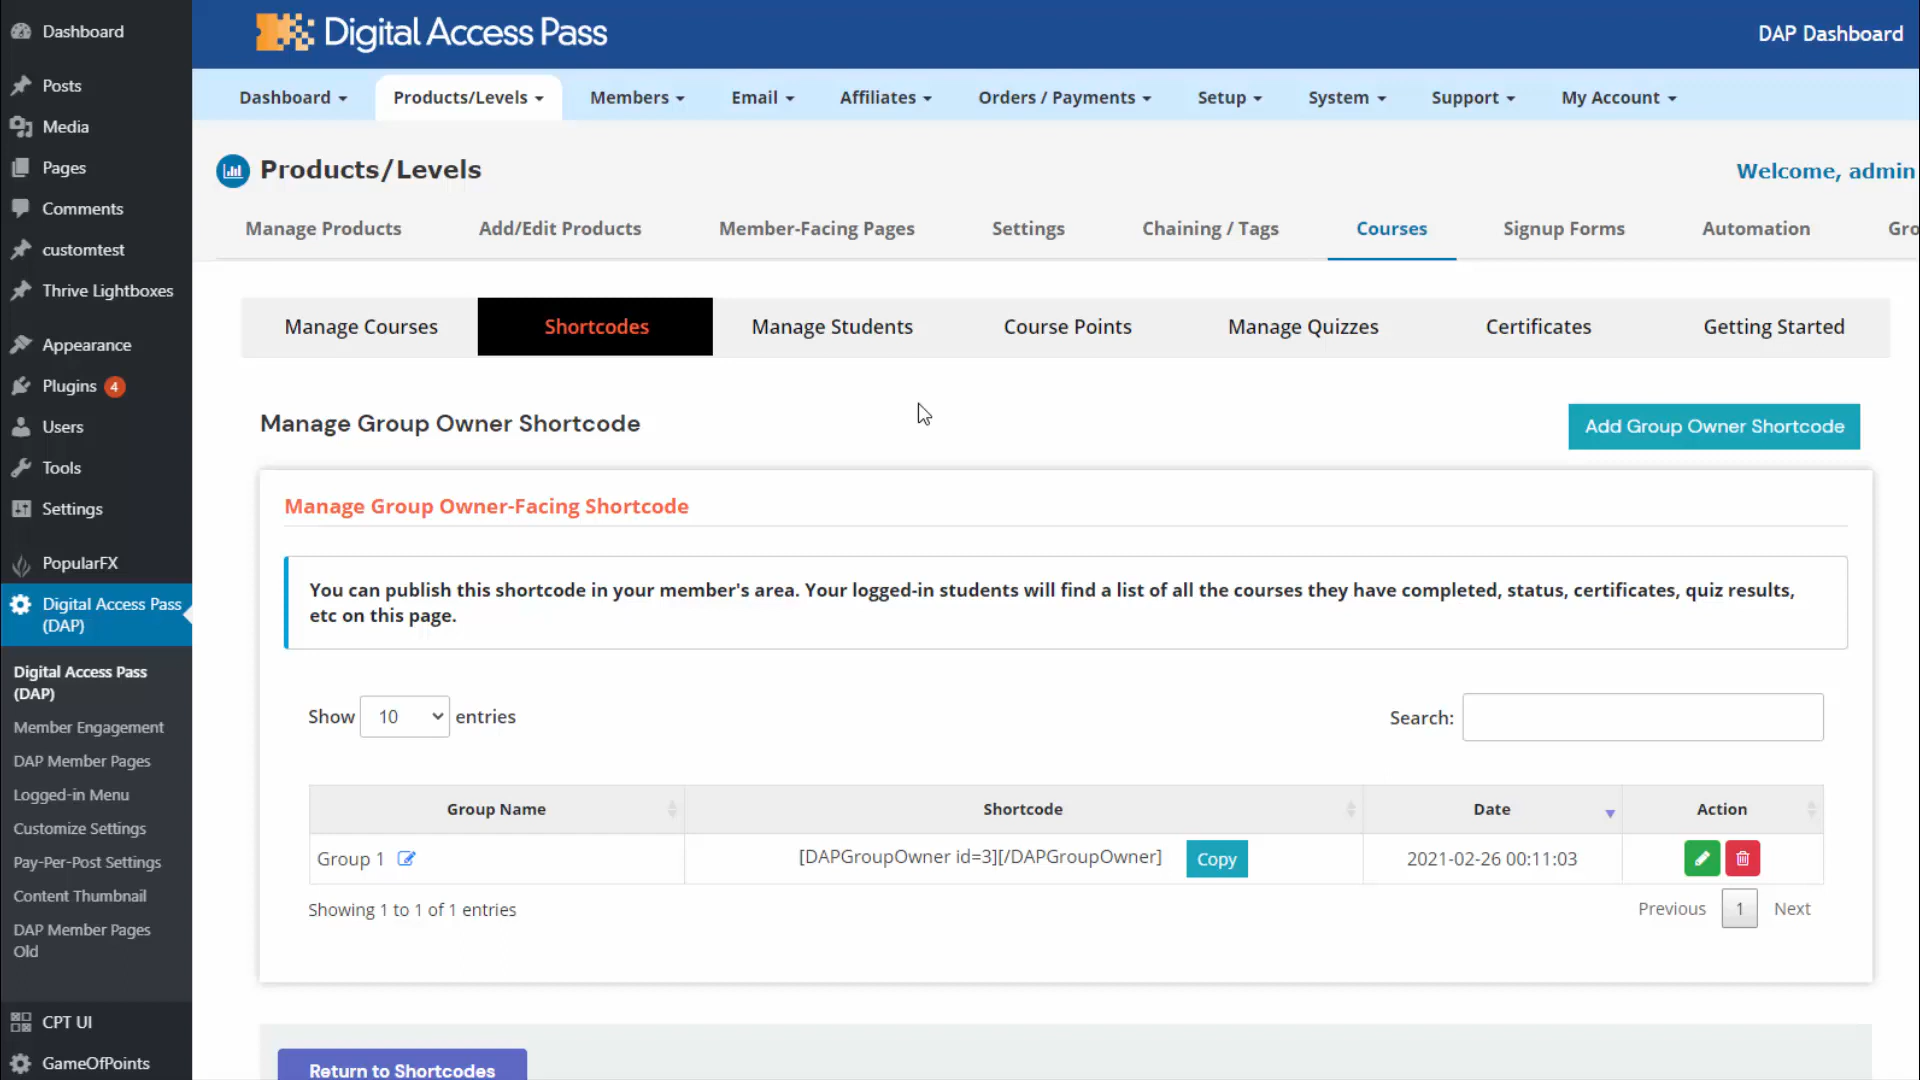 Dashboard
Posts
Media
Pages
Comments
customtest
Thrive Lightboxes
Appearance
Plugins 4
Users
Tools
Settings
PopularFX
Digital Access Pass
(DAP)
Digital Access Pass
(DAP)
Member Engagement
DAP Member Pages
Logged-in Menu
Customize Settings
Pay-Per-Post Settings
Content Thumbnail
DAP Member Pages
Old
CPT UI
GameOfPoints
Digital Access Pass
DAP Dashboard
Dashboard Products/Levels Members Email Affiliates Orders / Payments Setup System Support My Account
Products/Levels
Welcome, admin
Manage Products Add/Edit Products Member-Facing Pages Settings Chaining / Tags Courses Signup Forms Automation Gro
Manage Courses Shortcodes Manage Students Course Points Manage Quizzes Certificates Getting Started
Manage Group Owner Shortcode
Add Group Owner Shortcode
Manage Group Owner-Facing Shortcode
You can publish this shortcode in your member's area. Your logged-in students will find a list of all the courses they have completed, status, certificates, quiz results,
etc on this page.
Show 10 entries
Search:
Group Name Shortcode Date Action
Group 1 [DAPGroupOwner id=3][/DAPGroupOwner] Copy 2021-02-26 00:11:03
Showing 1 to 1 of 1 entries
Previous 1 Next
Return to Shortcodes